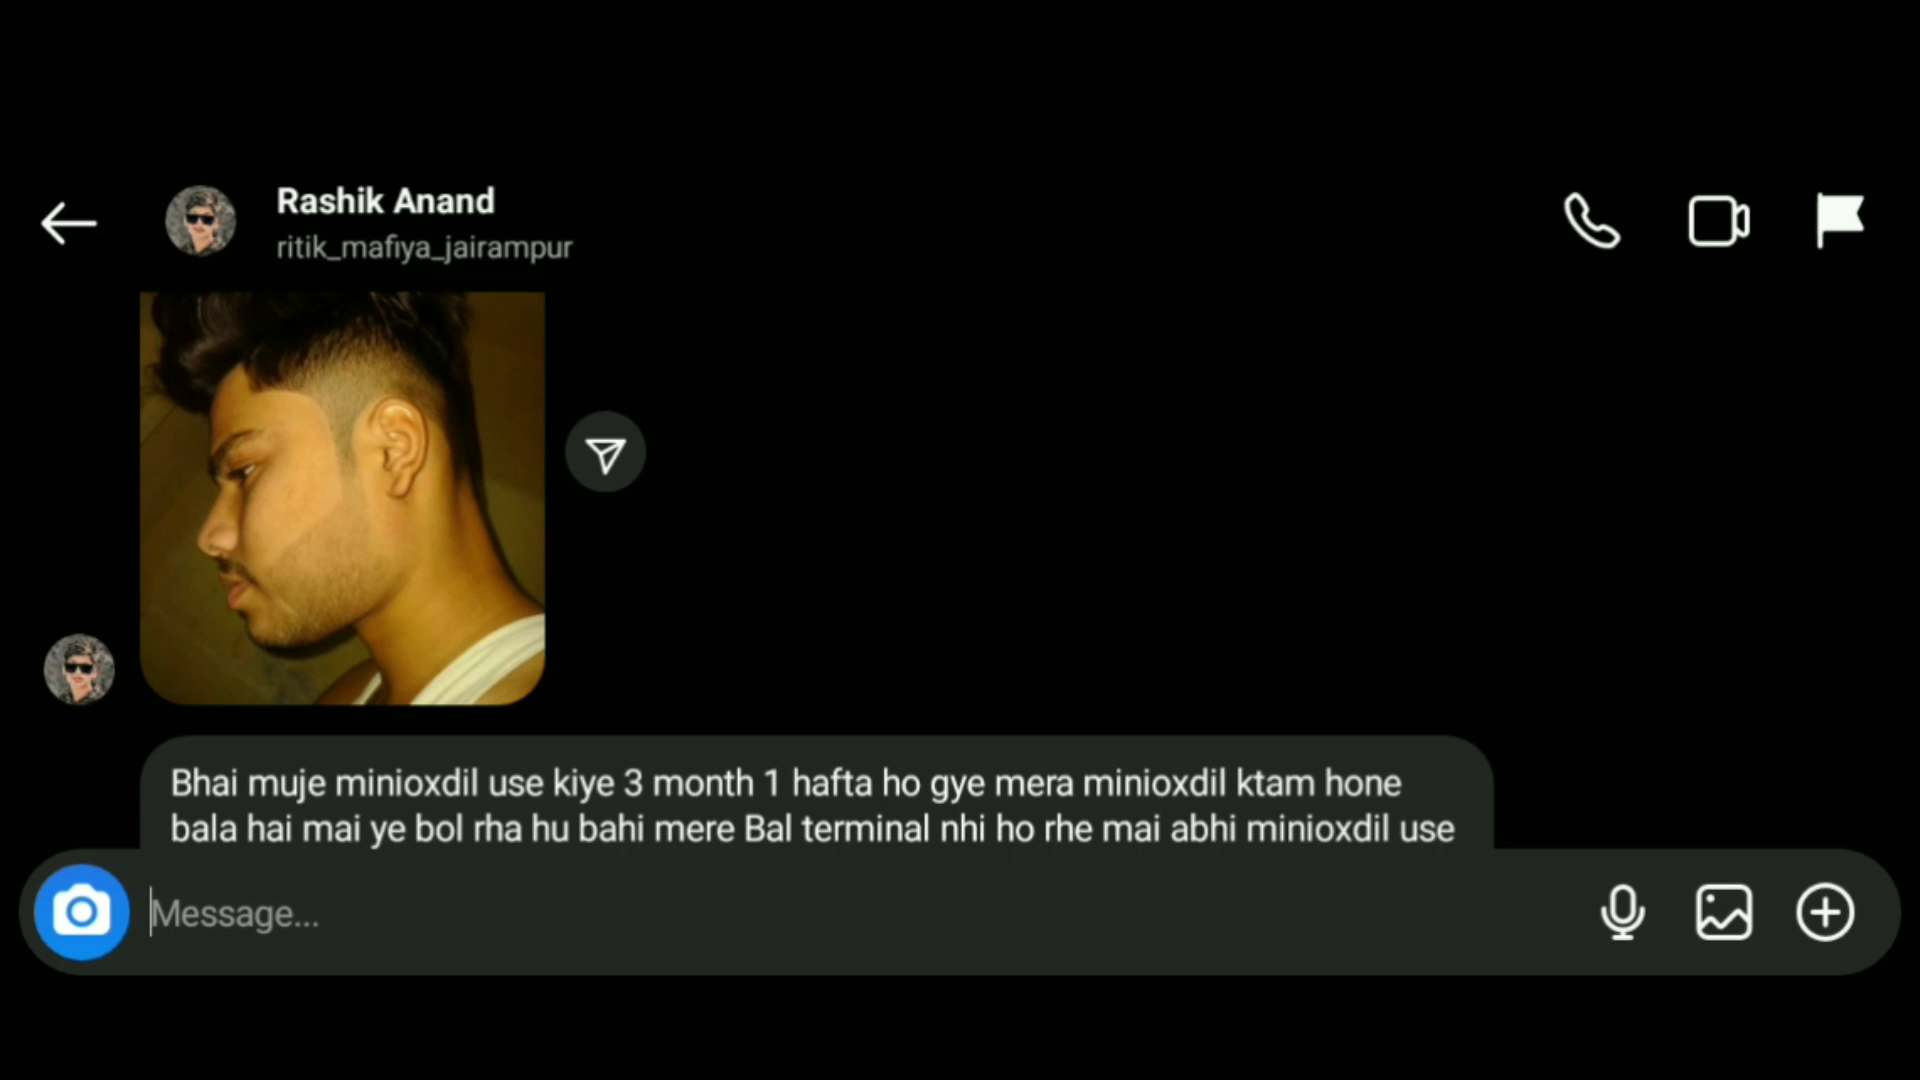 Rashik Anand
ritik_mafiya_jairampur
Bhai muje minioxdil use kiye 3 month 1 hafta ho gye mera minioxdil ktam hone
bala hai mai ye bol rha hu bahi mere Bal terminal nhi ho rhe mai abhi minioxdil use
Message...